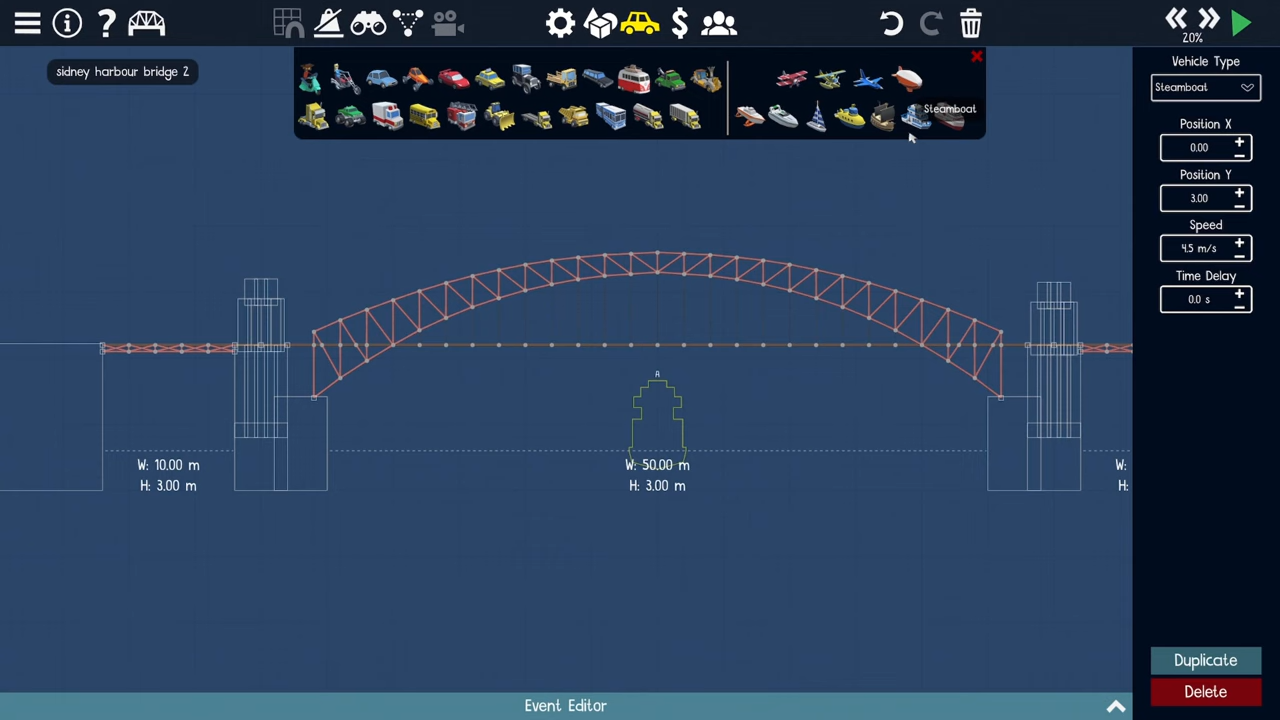 20%
sidney harbour bridge 2
Steamboat
Vehicle Type
Steamboat
Position X
0.00
Position Y
3.00
Speed
4.5 m/s
Time Delay
0.0 s
A
W: 10.00 m
H: 3.00 m
W: 50.00 m
H: 3.00 m
W:
H:
Duplicate
Delete
Event Editor